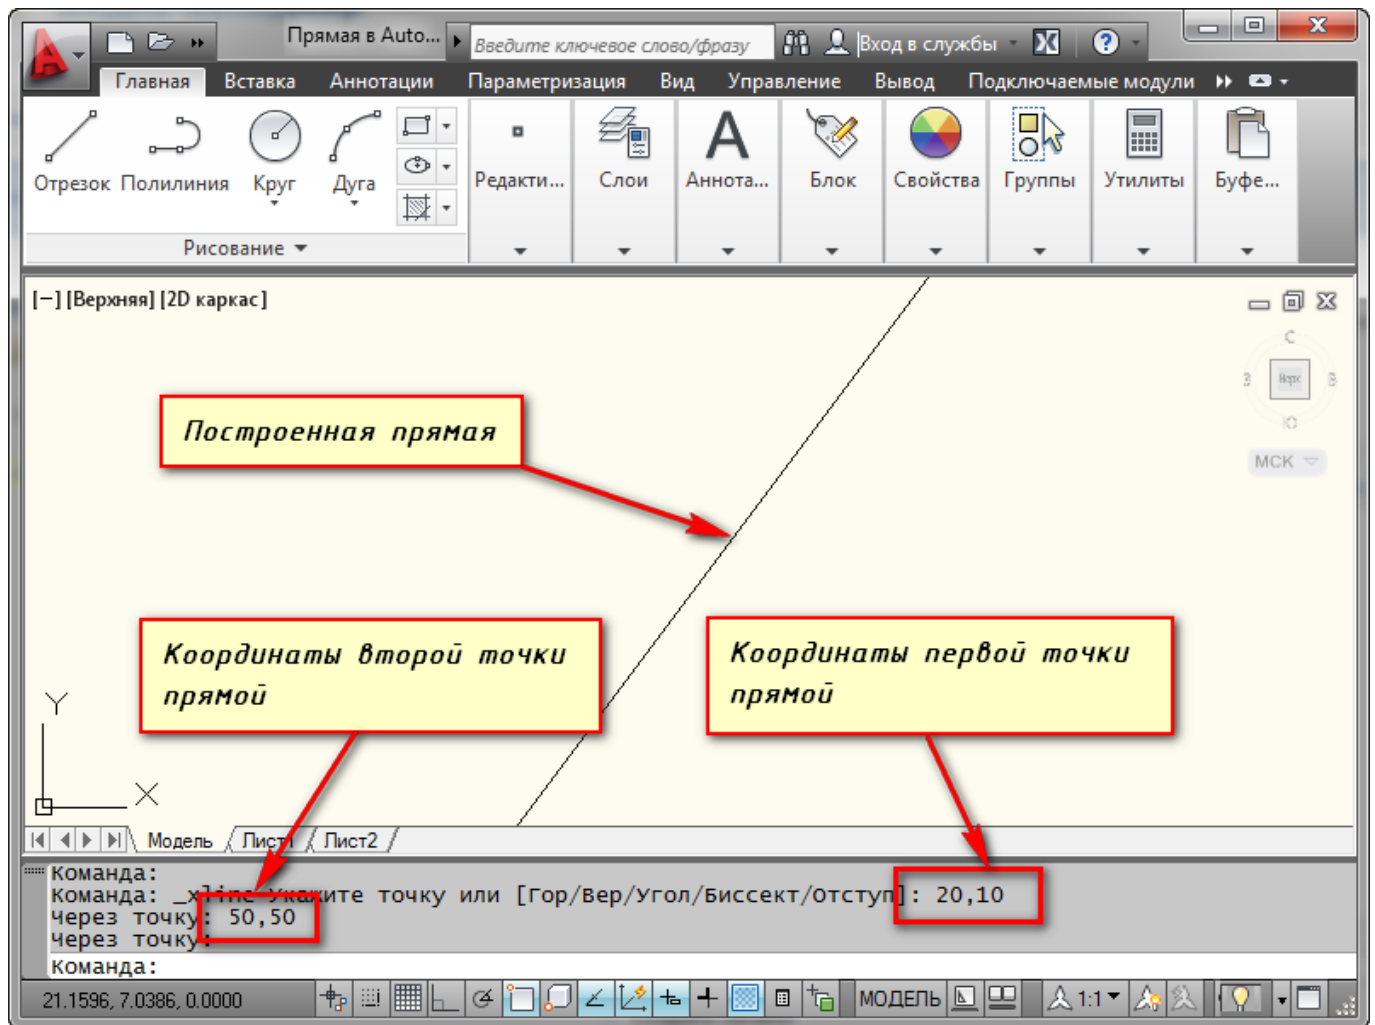 Прямая в Auto...
Введите ключевое слово/фразу
Вход в службы
Главная Вставка Аннотации Параметризация Вид Управление Вывод Подключаемые модули
Отрезок Полилиния Круг Дуга Редакти... Слои Аннота... Блок Свойства Группы Утилиты Буфе...
Рисование
[−] [Верхняя] [2D каркас]
С
З Верх В
Ю
МСК
Построенная прямая
Координаты второй точки
прямой
Координаты первой точки
прямой
Y
X
Модель Лист1 Лист2
Команда:
Команда: _xline Укажите точку или [Гор/Вер/Угол/Биссект/Отступ]: 20,10
Через точку: 50,50
Через точку:
Команда:
21.1596, 7.0386, 0.0000 МОДЕЛЬ 1:1